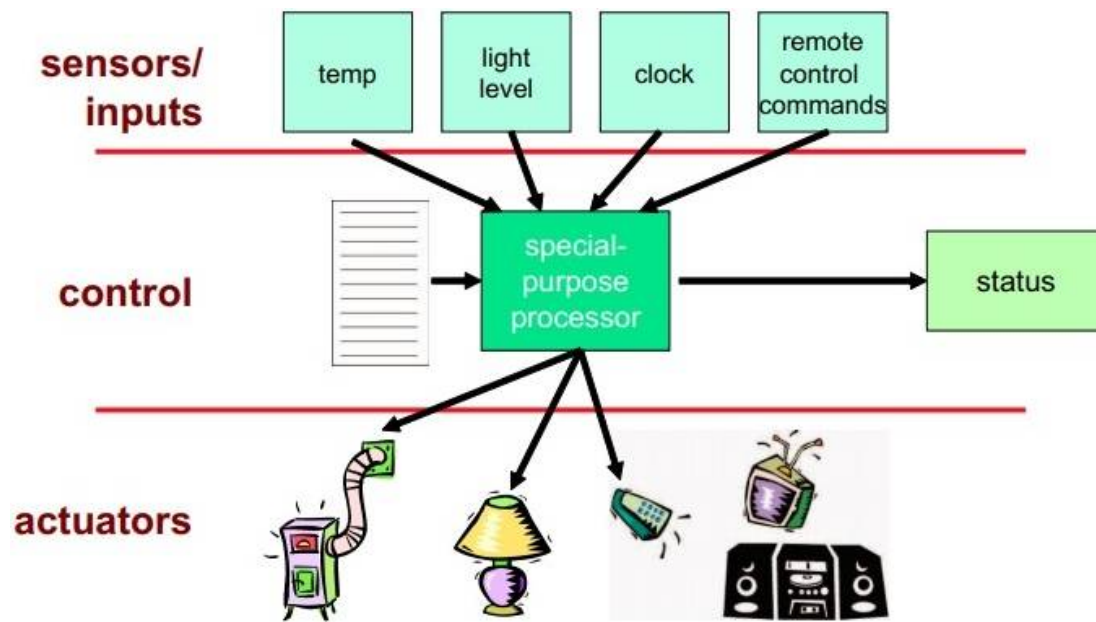 sensors/
inputs
temp
light
level
clock
remote
control
commands
control
special-
purpose
processor
status
actuators